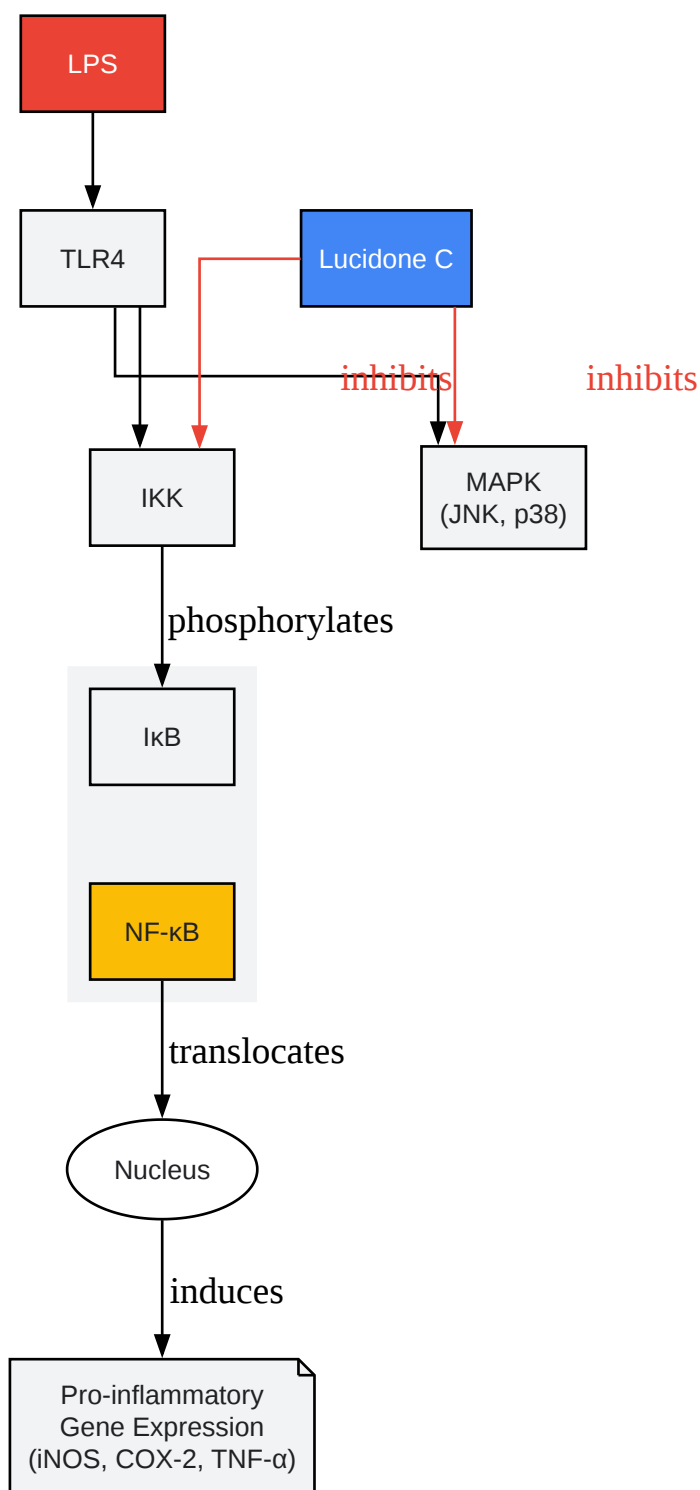 LPS
TLR4
Lucidone C
inhibits
inhibits
IKK
MAPK
(JNK, p38)
phosphorylates
IκB
NF-κB
translocates
Nucleus
induces
Pro-inflammatory
Gene Expression
(iNOS, COX-2, TNF-α)